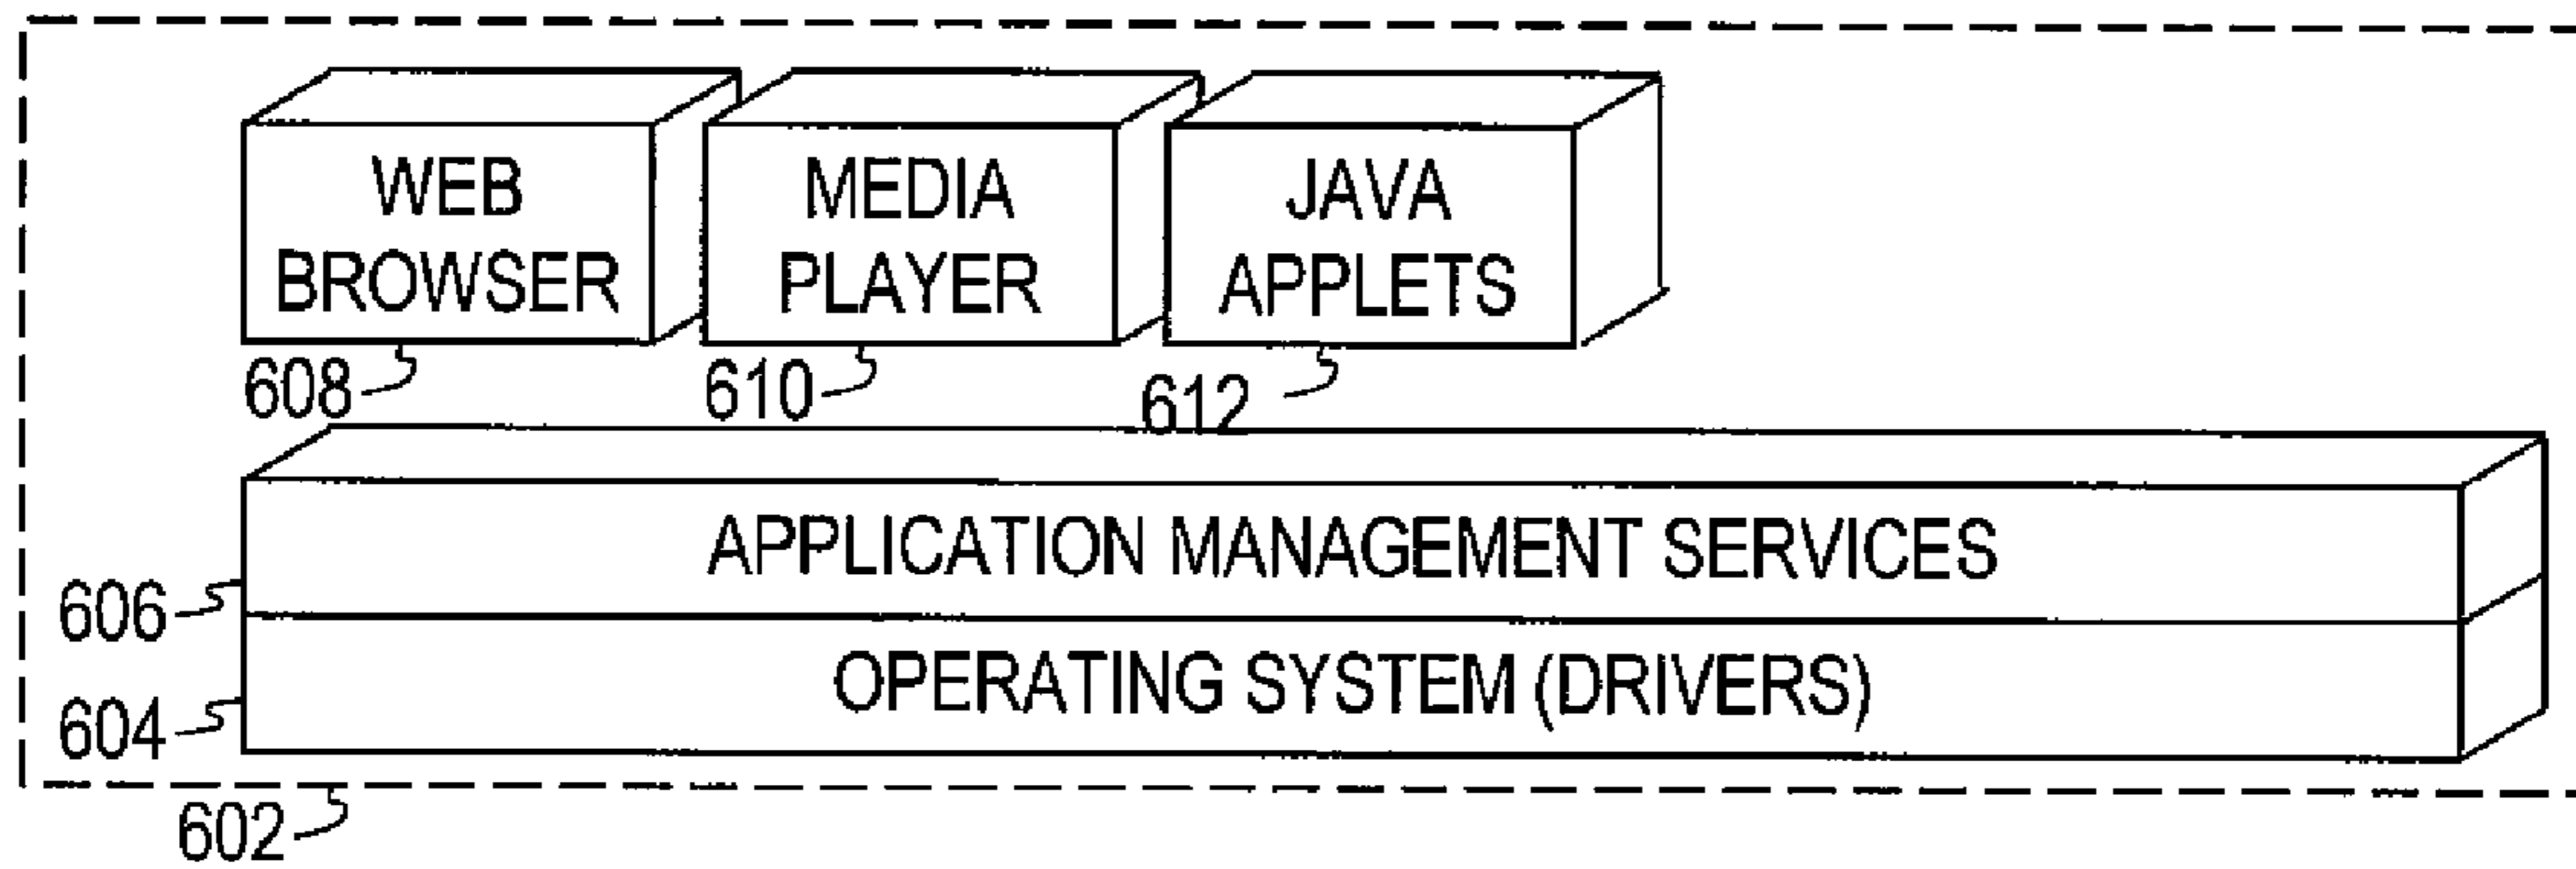 WEB
BROWSER
MEDIA
PLAYER
JAVA
APPLETS
608
610
612
APPLICATION MANAGEMENT SERVICES
606
OPERATING SYSTEM (DRIVERS)
604
602